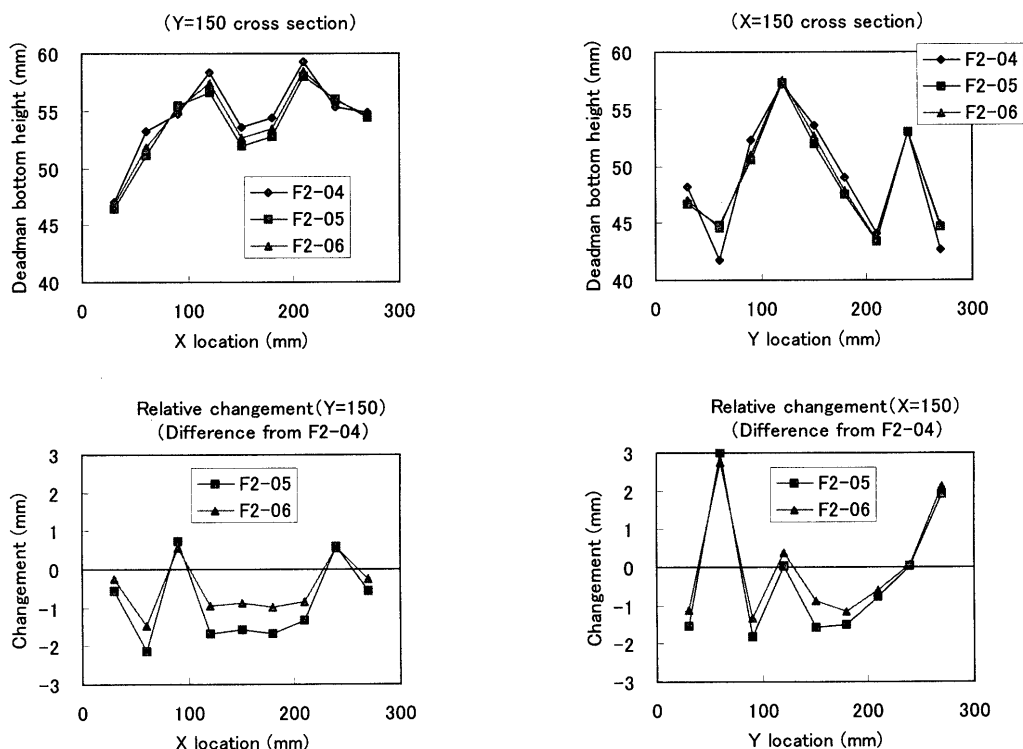 (Y=150 cross section)
Deadman bottom height (mm)
60
55
50
45
40
F2-04
F2-05
F2-06
0
100
200
300
X location (mm)
(X=150 cross section)
Deadman bottom height (mm)
60
55
50
45
40
F2-04
F2-05
F2-06
0
100
200
300
Y location (mm)
Relative changement(Y=150)
(Difference from F2-04)
Changement (mm)
3
2
1
0
-1
-2
-3
F2-05
F2-06
0
100
200
300
X location (mm)
Relative changement(X=150)
(Difference from F2-04)
Changement (mm)
3
2
1
0
-1
-2
-3
F2-05
F2-06
0
100
200
300
Y location (mm)